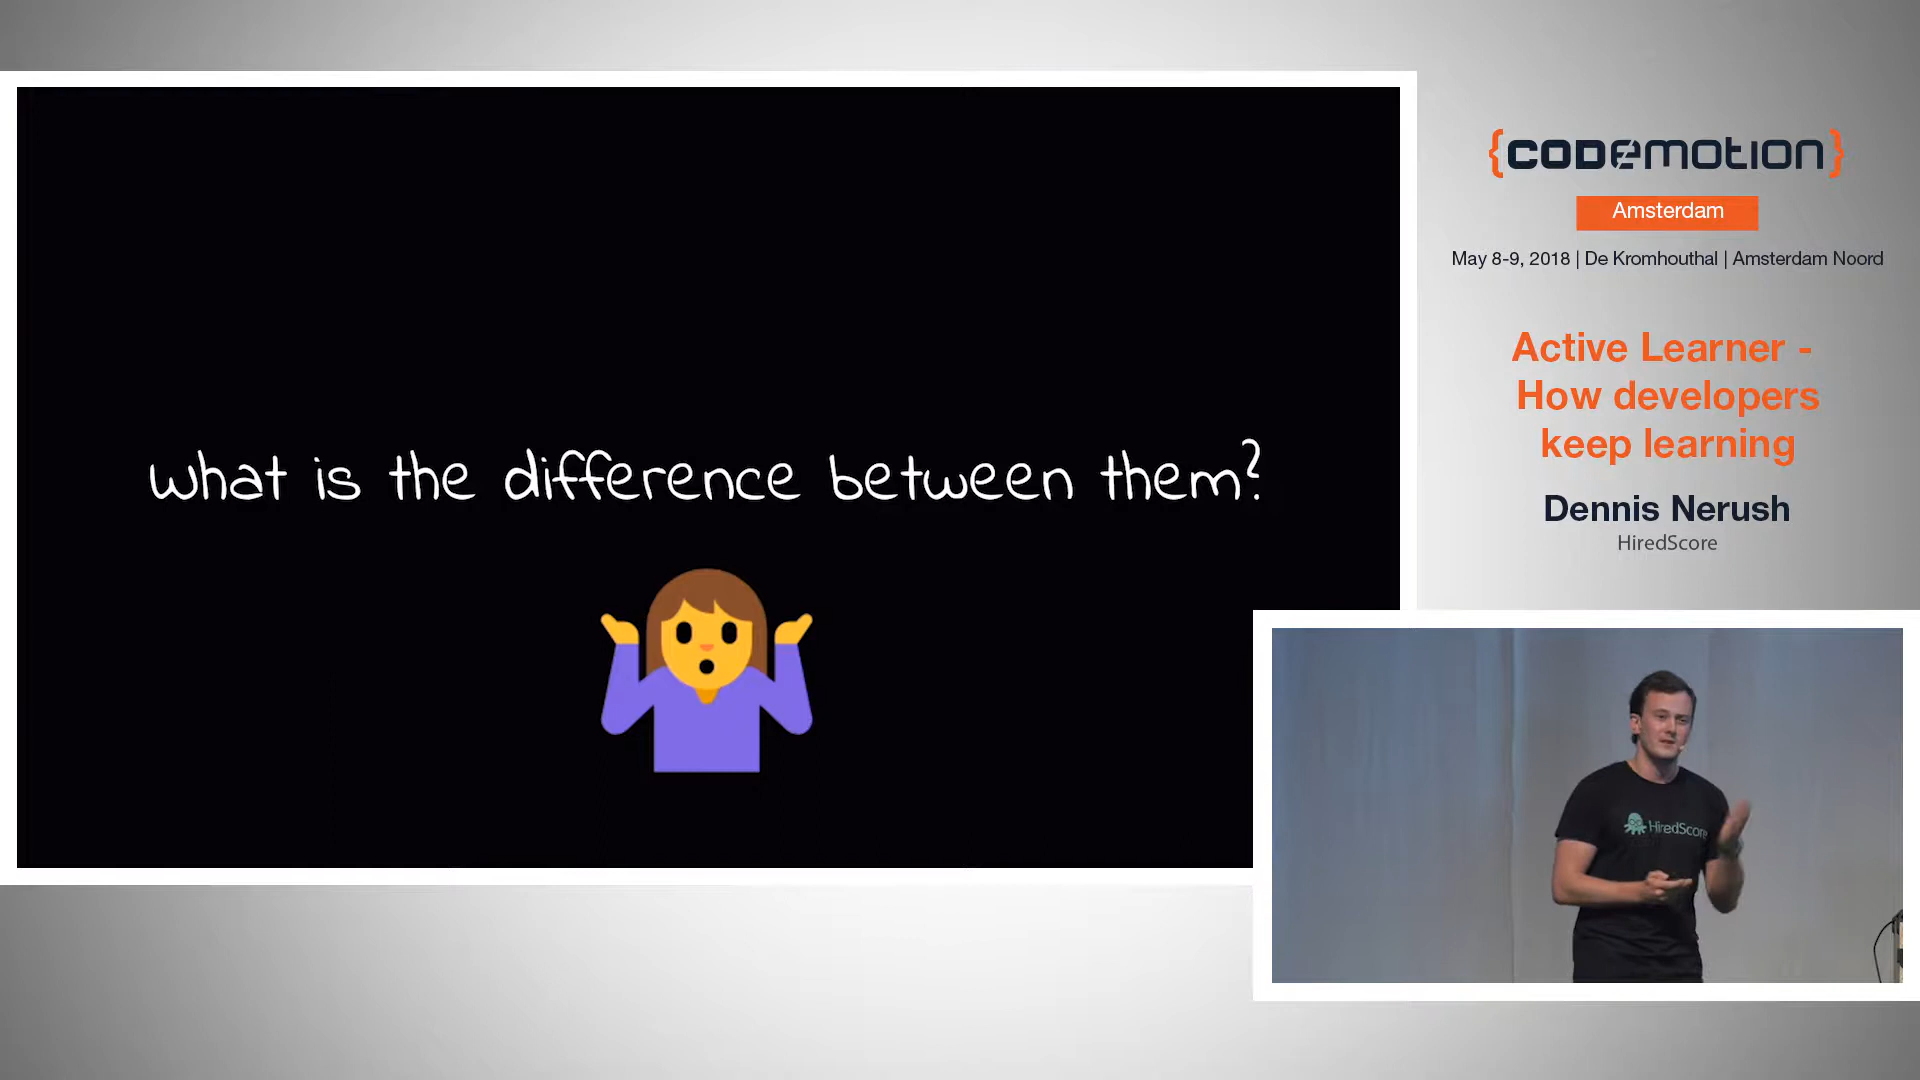 What is the difference between them?
{CODEMOTION}
Amsterdam
May 8-9, 2018 | De Kromhouthal | Amsterdam Noord
Active Learner -
How developers
keep learning
Dennis Nerush
HiredScore
HiredScore